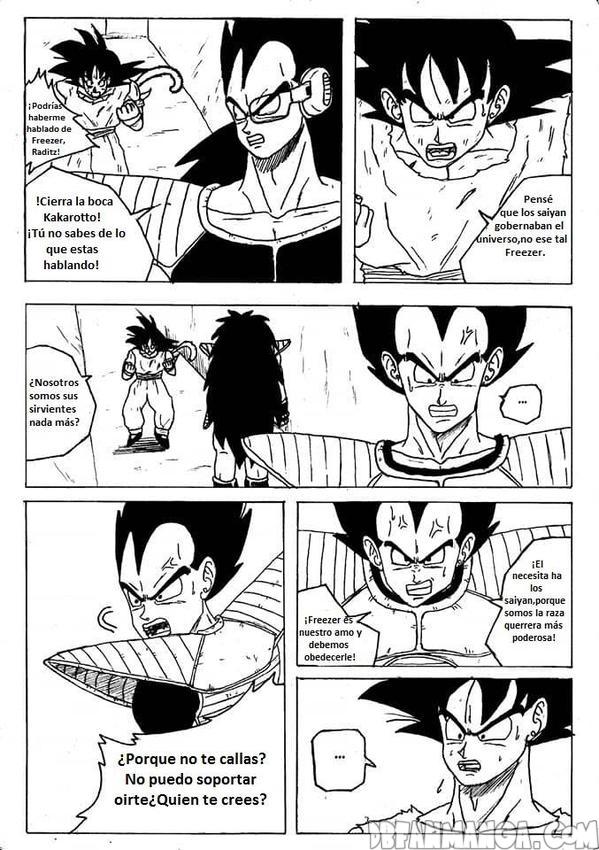 ¡Podrías
haberme
hablado de
Freezer,
Raditz!
!Cierra la boca
Kakarotto!
¡Tú no sabes de lo
que estas
hablando!
Pensé
que los saiyan
gobernaban el
universo,no ese tal
Freezer.
¿Nosotros
somos sus
sirvientes
nada más?
...
¿Porque no te callas?
No puedo soportar
oirte¿Quien te crees?
¡Freezer es
nuestro amo y
debemos
obedecerle!
¡El
necesita ha
los
saiyan,porque
somos la raza
querrera más
poderosa!
...
DBFANMANGA.COM